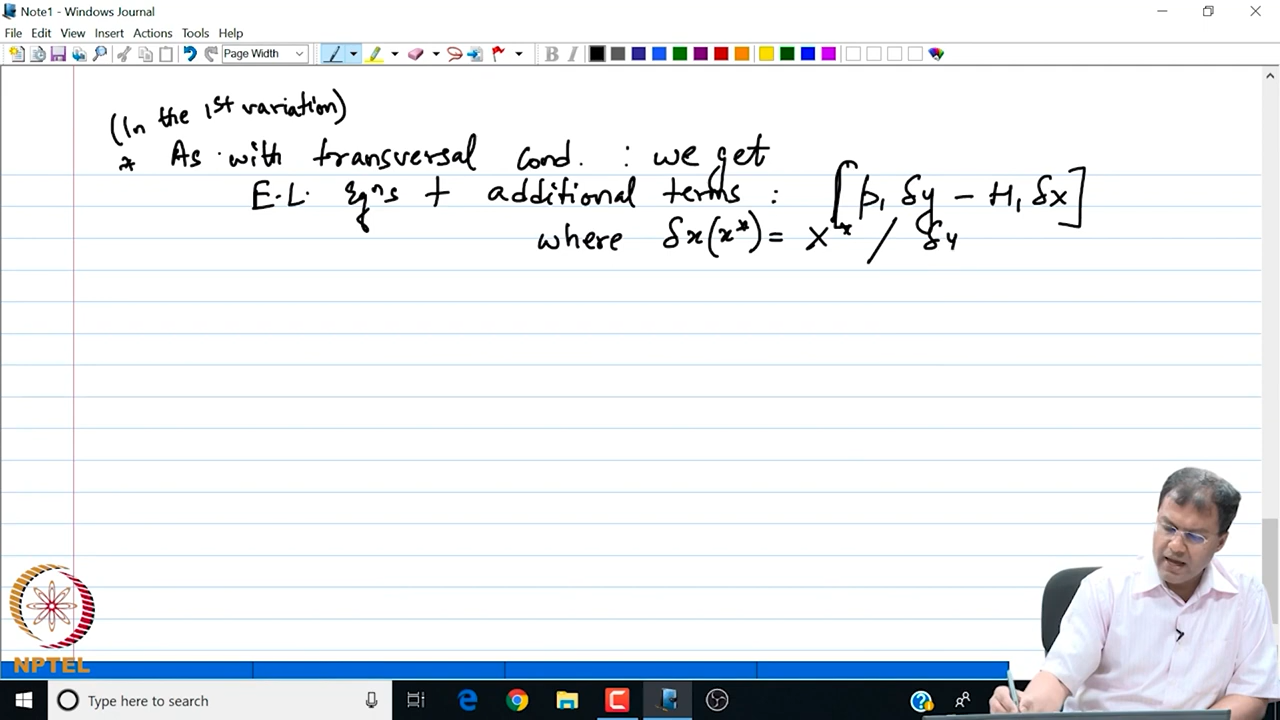 Note1 - Windows Journal
File Edit View Insert Actions Tools Help
Page Width
B I
(In the 1st variation)
* As with transversal cond. : we get
E.L. Eqns + additional terms : [p₁ δy − H₁ δx]
where δx(x*) = X* / δy
NPTEL
Type here to search